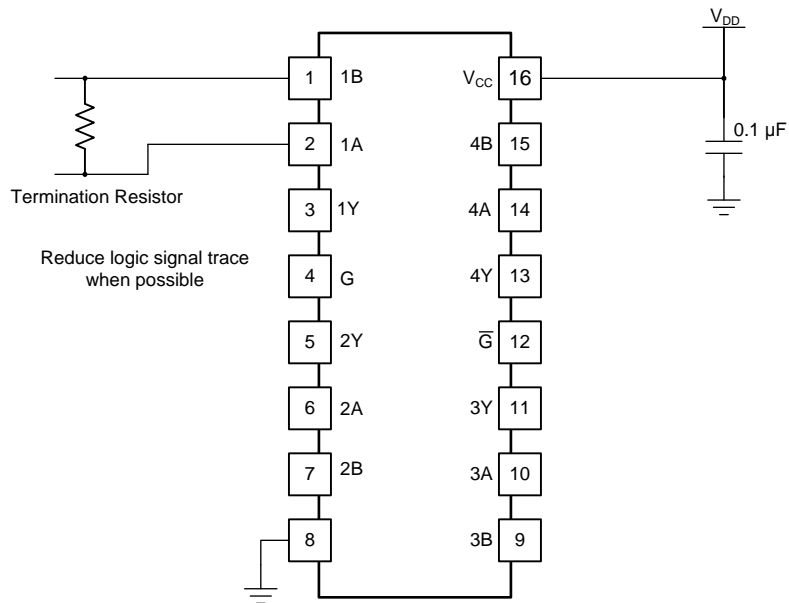 V_DD
1 1B V_CC 16
0.1 µF
2 1A 4B 15
Termination Resistor
3 1Y 4A 14
Reduce logic signal trace
when possible
4 G 4Y 13
5 2Y G̅ 12
6 2A 3Y 11
7 2B 3A 10
8 3B 9